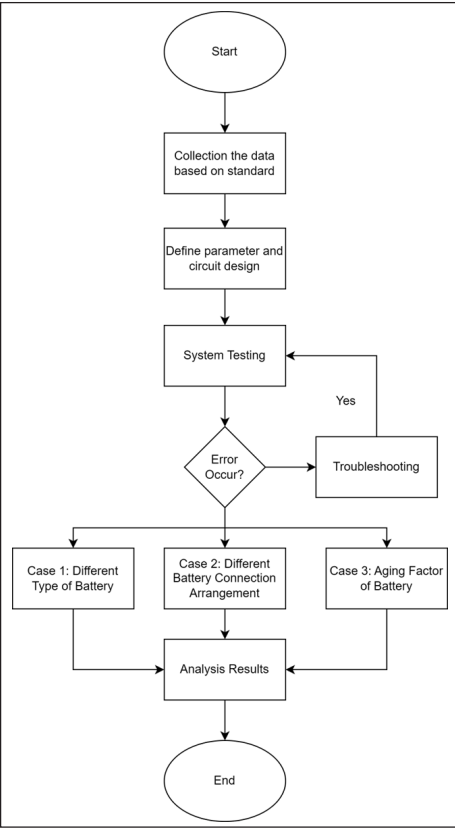 Start
Collection the data
based on standard
Define parameter and
circuit design
System Testing
Yes
Error
Occur?
Troubleshooting
Case 1: Different
Type of Battery
Case 2: Different
Battery Connection
Arrangement
Case 3: Aging Factor
of Battery
Analysis Results
End